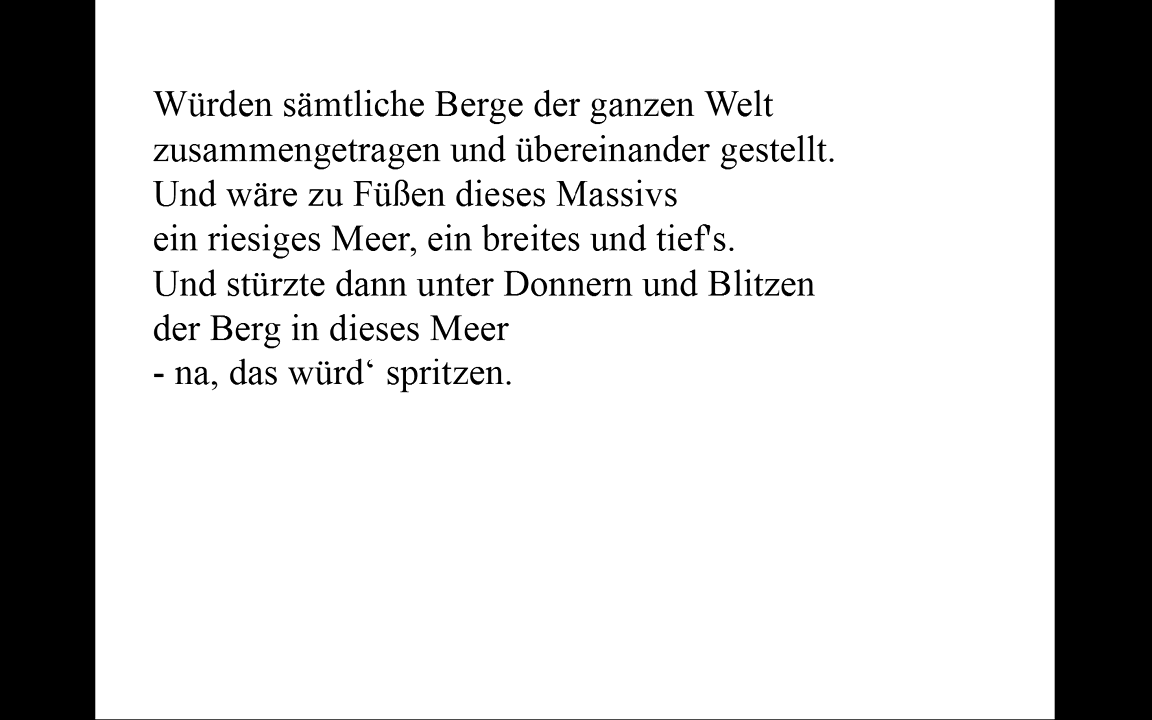 Würden sämtliche Berge der ganzen Welt
zusammengetragen und übereinander gestellt.
Und wäre zu Füßen dieses Massivs
ein riesiges Meer, ein breites und tief's.
Und stürzte dann unter Donnern und Blitzen
der Berg in dieses Meer
- na, das würd‘ spritzen.